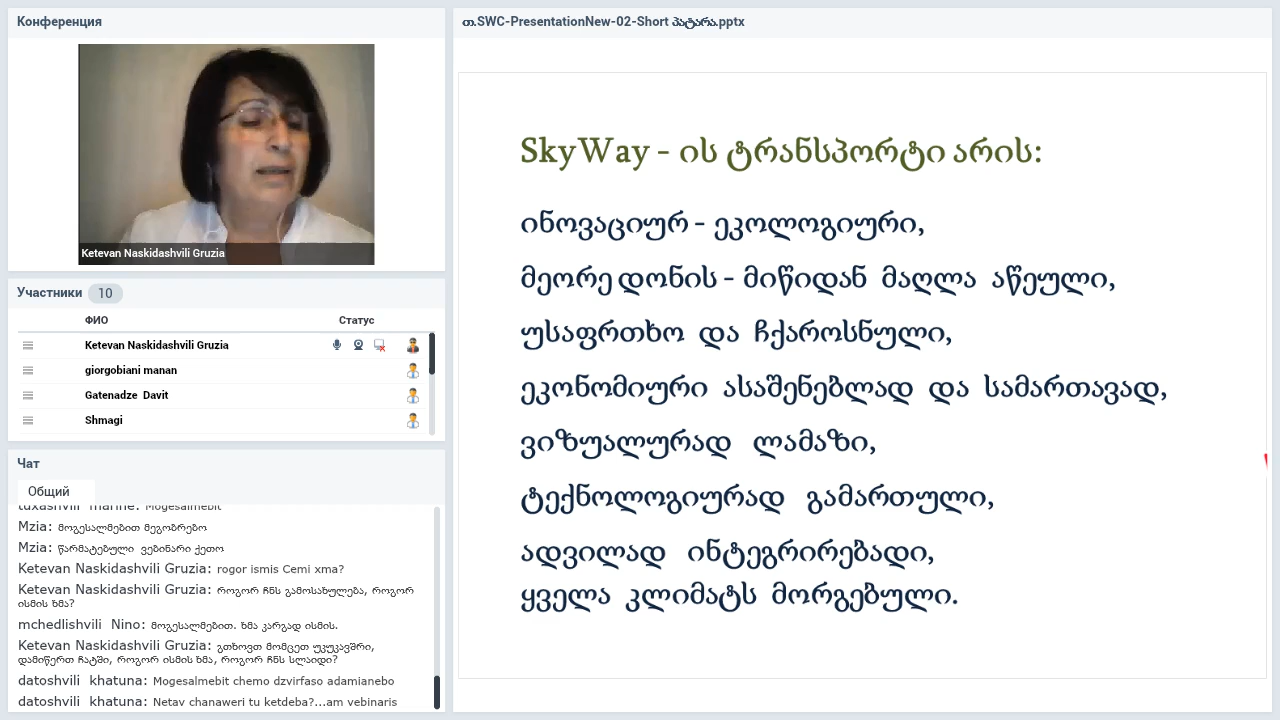 Конференция
Ketevan Naskidashvili Gruzia
Участники 10
ФИО Статус
Ketevan Naskidashvili Gruzia
giorgobiani manan
Gatenadze Davit
Shmagi
Чат
Общий
marine: Mogesalmebit
Mzia: მოგესალმებით მეგობრებო
Mzia: წარმატებული ვებინარი ქეთო
Ketevan Naskidashvili Gruzia: rogor ismis Cemi xma?
Ketevan Naskidashvili Gruzia: როგორ ჩნს გამოსახულება, როგორ
ისმის ხმა?
mchedlishvili Nino: მოგესალმებით. ხმა კარგად ისმის.
Ketevan Naskidashvili Gruzia: გთხოვთ მომცეთ უკუკავშრი,
დამიწერთ ჩატში, როგორ ისმის ხმა, როგორ ჩნს სლაიდი?
datoshvili khatuna: Mogesalmebit chemo dzvirfaso adamianebo
datoshvili khatuna: Netav chanaweri tu ketdeba?...am vebinaris
თ.SWC-PresentationNew-02-Short პატარა.pptx
SkyWay - ის ტრანსპორტი არის:
ინოვაციურ - ეკოლოგიური,
მეორე დონის - მიწიდან მაღლა აწეული,
უსაფრთხო და ჩქაროსნული,
ეკონომიური ასაშენებლად და სამართავად,
ვიზუალურად ლამაზი,
ტექნოლოგიურად გამართული,
ადვილად ინტეგრირებადი,
ყველა კლიმატს მორგებული.